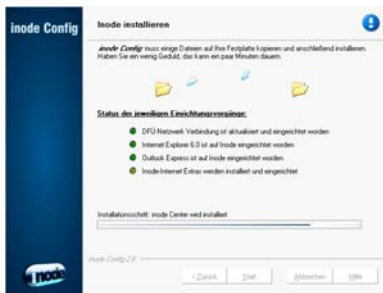 inode Config
Inode installieren
inode Config muss einige Dateien auf Ihre Festplatte kopieren und anschließend installieren.
Haben Sie ein wenig Geduld, das kann ein paar Minuten dauern.
Status der jeweiligen Einrichtungsvorgänge:
DFÜ-Netzwerk Verbindung ist aktualisiert und eingerichtet worden
Internet Explorer 6.0 ist auf Inode eingerichtet worden
Outlook Express ist auf Inode eingerichtet worden
Inode-Internet Extras werden installiert und eingerichtet
Installationsschritt: inode Center wird installiert
inode Config 2.0
inode
< Zurück Start Abbrechen Hilfe